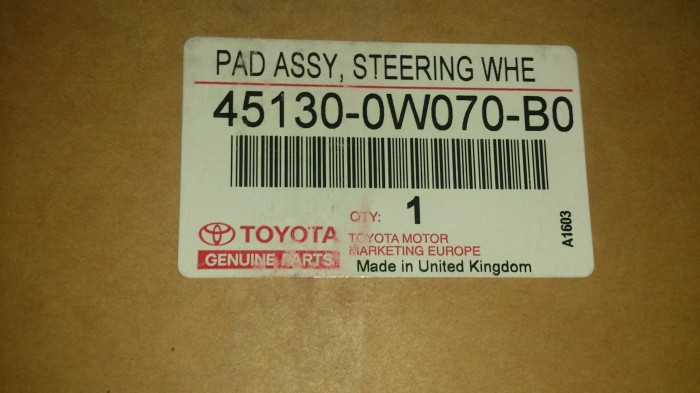 PAD ASSY, STEERING WHE
45130-0W070-B0
QTY: 1
A1603
TOYOTA
GENUINE PARTS
TOYOTA MOTOR
MARKETING EUROPE
Made in United Kingdom